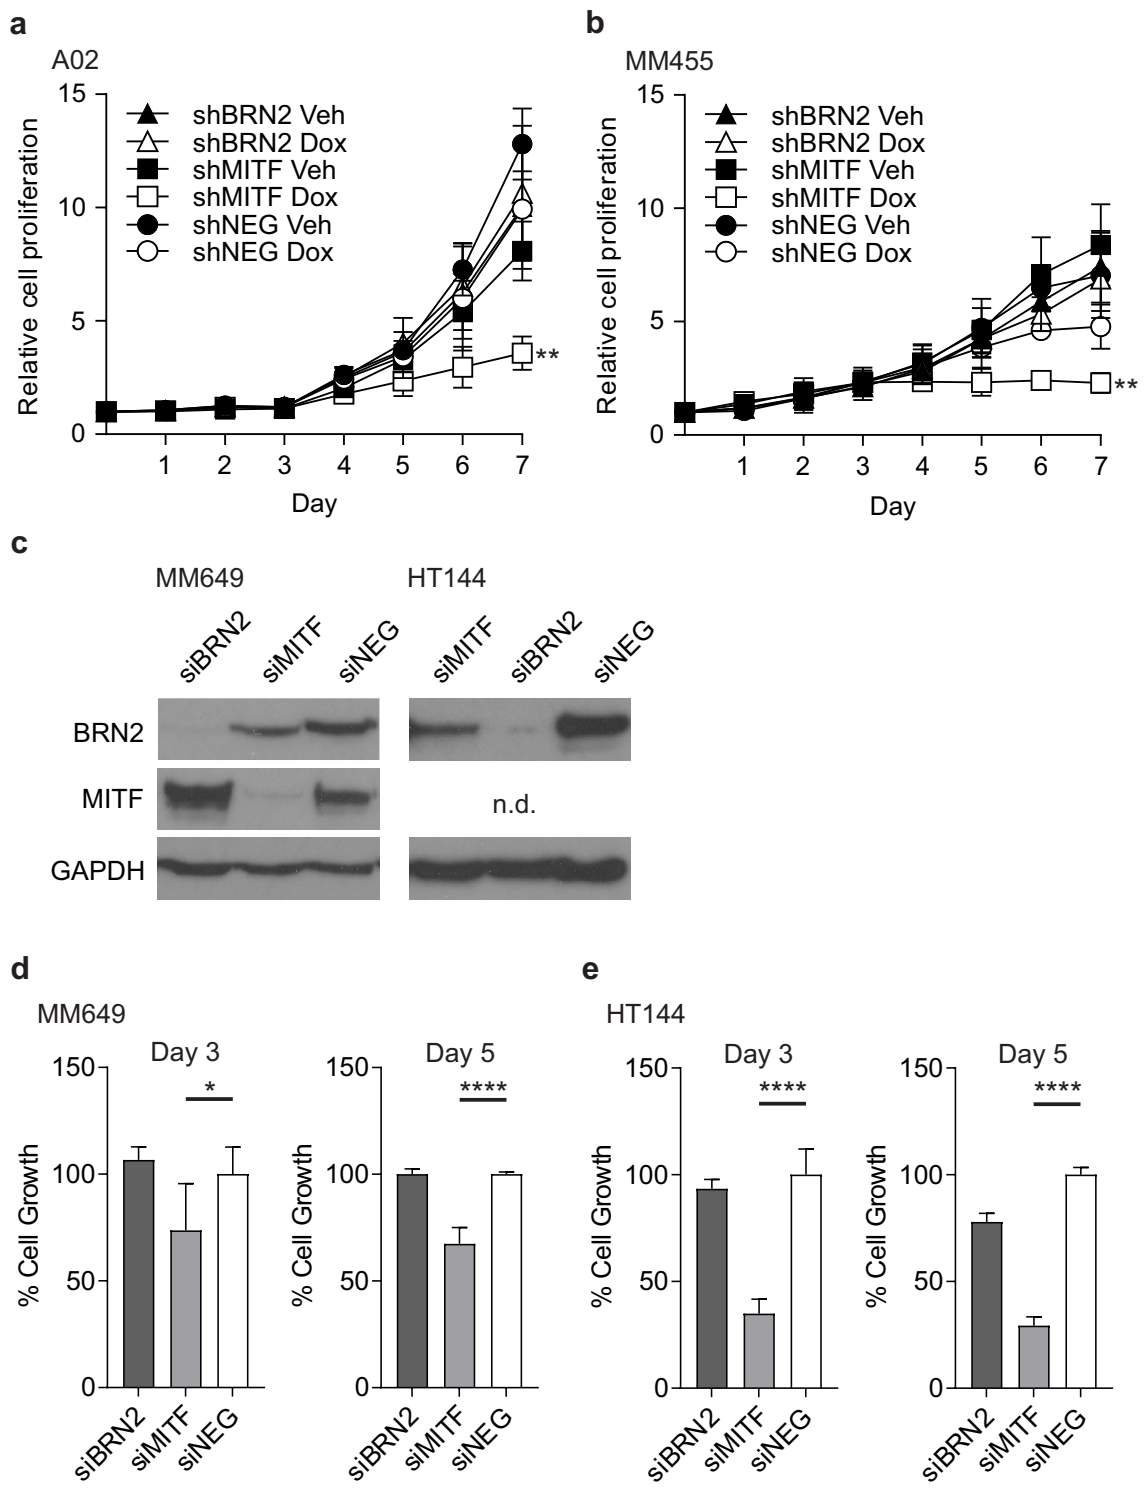 a
A02
15
10
5
0
Relative cell proliferation
shBRN2 Veh
shBRN2 Dox
shMITF Veh
shMITF Dox
shNEG Veh
shNEG Dox
**
1 2 3 4 5 6 7
Day
b
MM455
15
10
5
0
Relative cell proliferation
shBRN2 Veh
shBRN2 Dox
shMITF Veh
shMITF Dox
shNEG Veh
shNEG Dox
**
1 2 3 4 5 6 7
Day
c
MM649
siBRN2 siMITF siNEG
HT144
siMITF siBRN2 siNEG
BRN2
MITF
n.d.
GAPDH
d
MM649
Day 3
150
100
50
0
% Cell Growth
*
siBRN2 siMITF siNEG
Day 5
150
100
50
0
% Cell Growth
****
siBRN2 siMITF siNEG
e
HT144
Day 3
150
100
50
0
% Cell Growth
****
siBRN2 siMITF siNEG
Day 5
150
100
50
0
% Cell Growth
****
siBRN2 siMITF siNEG